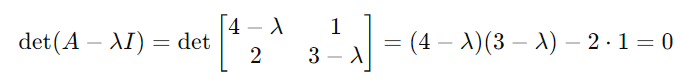 det(A − λI) = det [4 − λ 1 2 3 − λ] = (4 − λ)(3 − λ) − 2 · 1 = 0